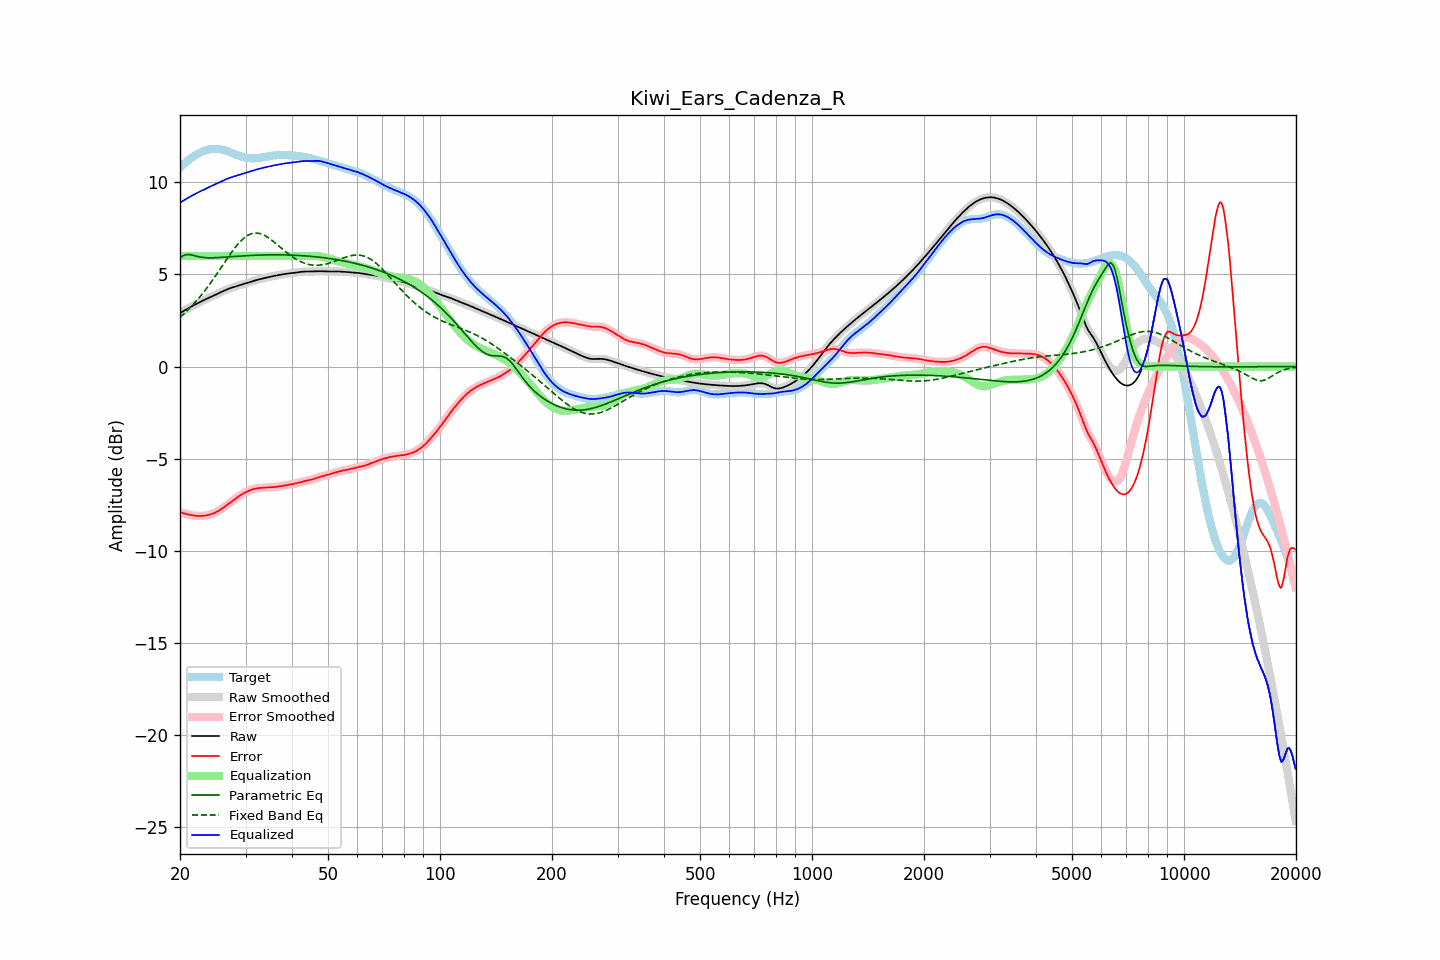 Kiwi_Ears_Cadenza_R
Amplitude (dBr)
10
5
0
−5
−10
−15
−20
−25
Target
Raw Smoothed
Error Smoothed
Raw
Error
Equalization
Parametric Eq
Fixed Band Eq
Equalized
20 50 100 200 500 1000 2000 5000 10000 20000
Frequency (Hz)